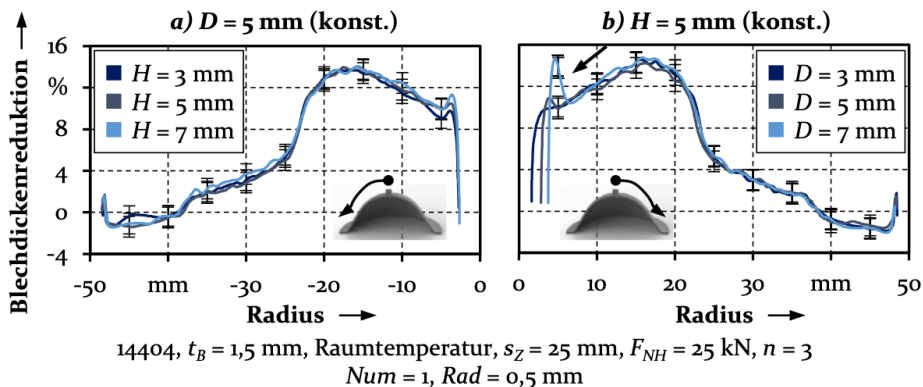 a) D = 5 mm (konst.)
b) H = 5 mm (konst.)
Blechdickenreduktion
16
%
8
4
0
-4
H = 3 mm
H = 5 mm
H = 7 mm
D = 3 mm
D = 5 mm
D = 7 mm
-50 mm -30 -20 -10 0
0 10 20 30 mm 50
Radius
Radius
14404, tB = 1,5 mm, Raumtemperatur, sZ = 25 mm, FNH = 25 kN, n = 3
Num = 1, Rad = 0,5 mm